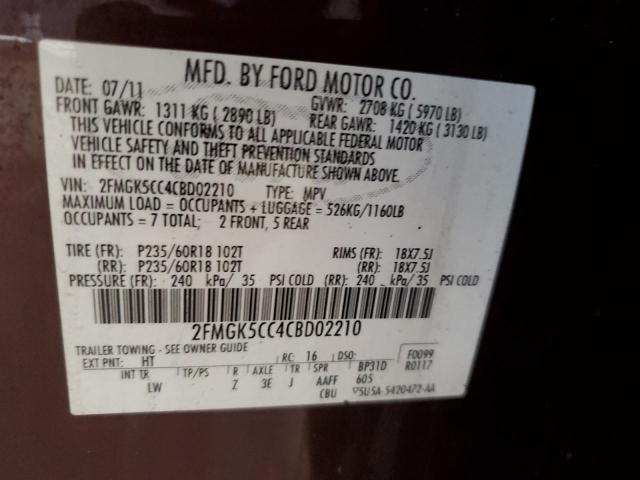 MFD. BY FORD MOTOR CO.
DATE: 07/11 GVWR: 2708 KG ( 5970 LB)
FRONT GAWR: 1311 KG ( 2890 LB) REAR GAWR: 1420 KG ( 3130 LB)
THIS VEHICLE CONFORMS TO ALL APPLICABLE FEDERAL MOTOR
VEHICLE SAFETY AND THEFT PREVENTION STANDARDS
IN EFFECT ON THE DATE OF MANUFACTURE SHOWN ABOVE.
VIN: 2FMGK5CC4CBD02210 TYPE: MPV
MAXIMUM LOAD = OCCUPANTS + LUGGAGE = 526KG/1160LB
OCCUPANTS = 7 TOTAL; 2 FRONT, 5 REAR
TIRE (FR): P235/60R18 102T RIMS (FR): 18X7.5J
(RR): P235/60R18 102T (RR): 18X7.5J
PRESSURE (FR): 240 kPa/ 35 PSI COLD (RR): 240 kPa/ 35 PSI COLD
2FMGK5CC4CBD02210
TRAILER TOWING - SEE OWNER GUIDE
EXT PNT: HT RC: 16 DSO: F0099
INT TR TP/PS R AXLE TR SPR BP31D R0117
LW Z 3E J AAFF 605
CBU 5U5A-5420472-AA